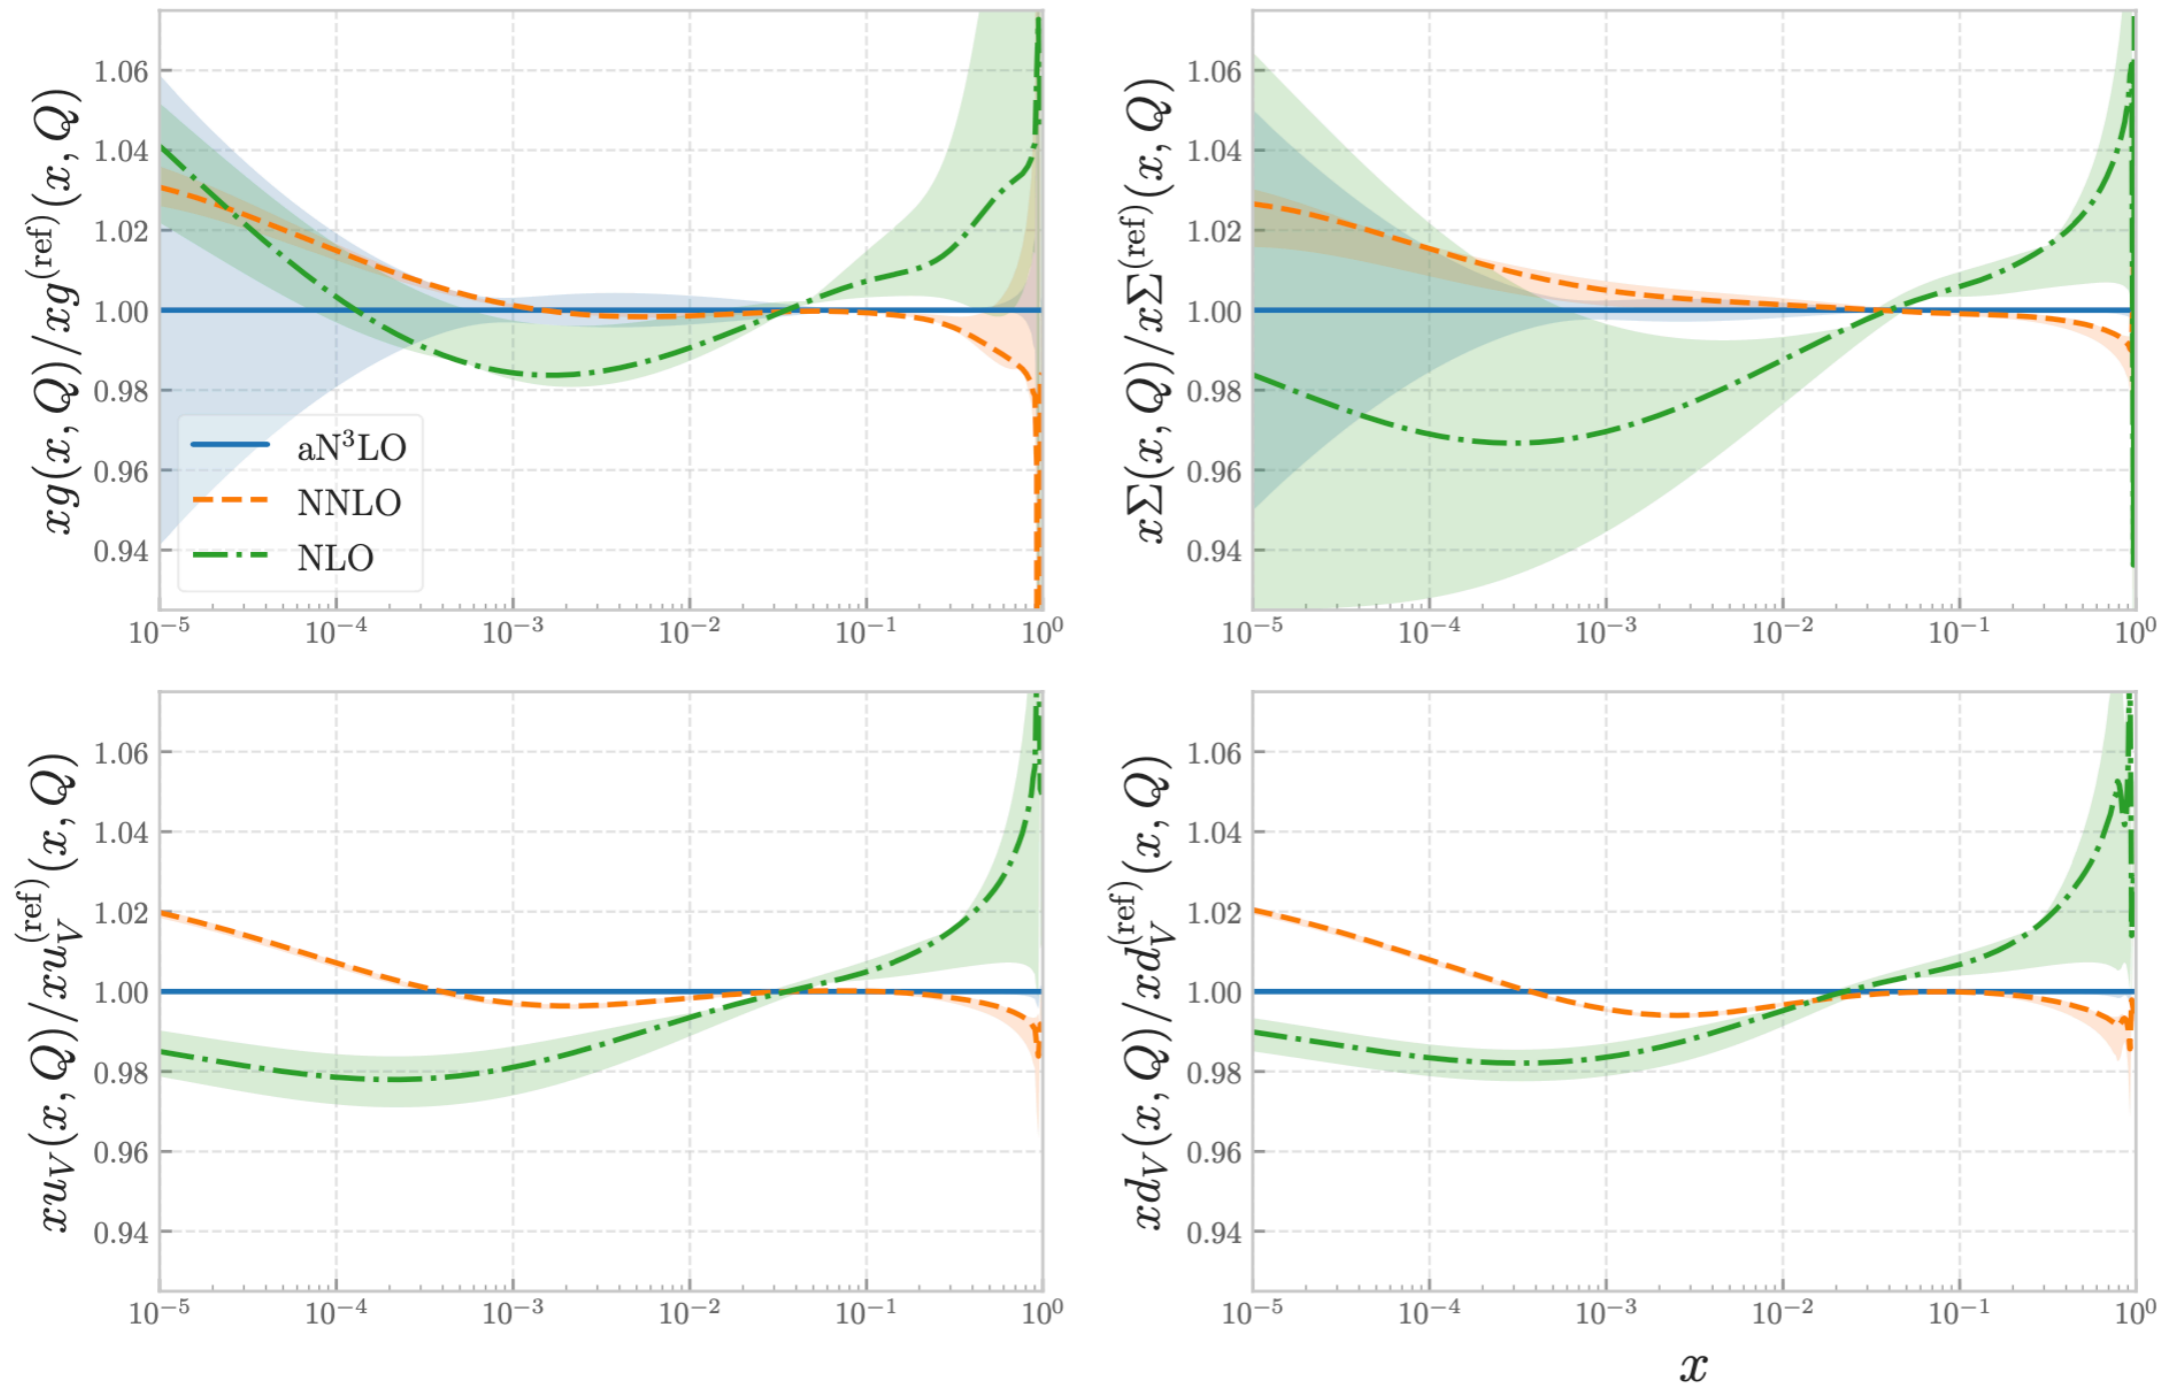 xg(x, Q)/xg^(ref)(x, Q)
1.06
1.04
1.02
1.00
0.98
0.96
0.94
aN³LO
NNLO
NLO
10⁻⁵ 10⁻⁴ 10⁻³ 10⁻² 10⁻¹ 10⁰
xΣ(x, Q)/xΣ^(ref)(x, Q)
1.06
1.04
1.02
1.00
0.98
0.96
0.94
10⁻⁵ 10⁻⁴ 10⁻³ 10⁻² 10⁻¹ 10⁰
xu_V(x, Q)/xu_V^(ref)(x, Q)
1.06
1.04
1.02
1.00
0.98
0.96
0.94
10⁻⁵ 10⁻⁴ 10⁻³ 10⁻² 10⁻¹ 10⁰
xd_V(x, Q)/xd_V^(ref)(x, Q)
1.06
1.04
1.02
1.00
0.98
0.96
0.94
10⁻⁵ 10⁻⁴ 10⁻³ 10⁻² 10⁻¹ 10⁰
x